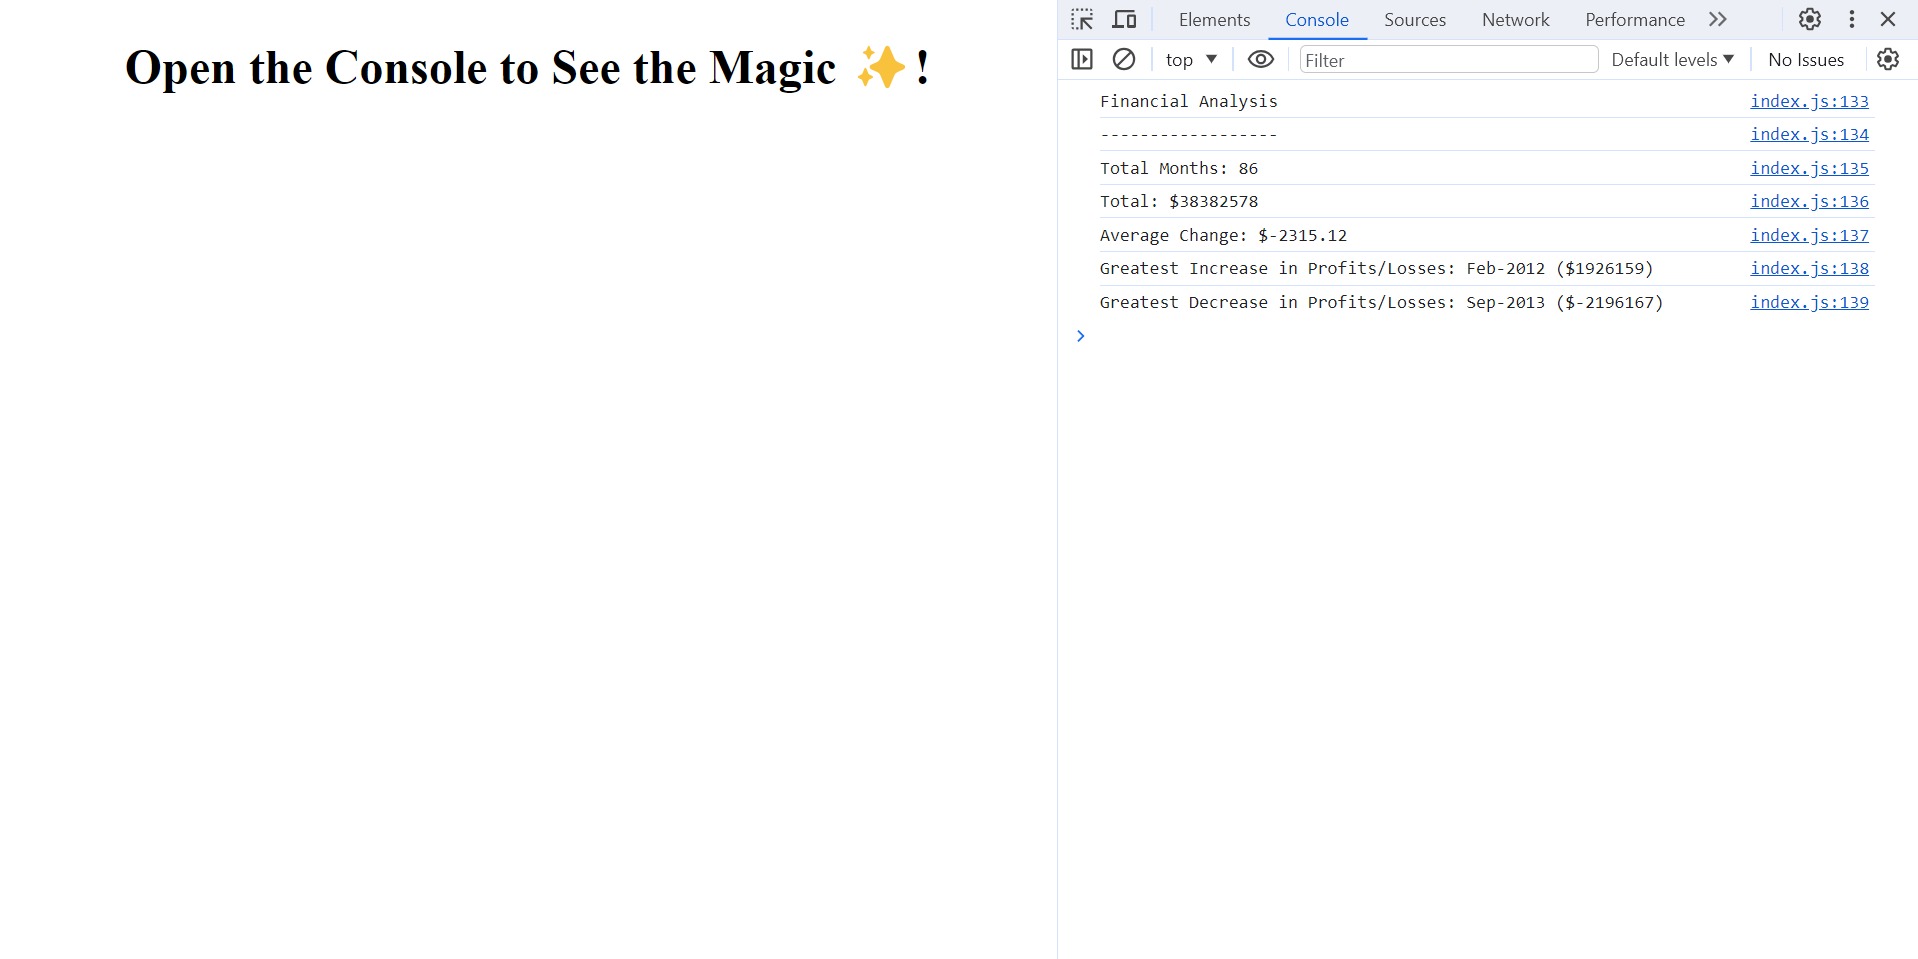 Open the Console to See the Magic ✨!
Elements Console Sources Network Performance
top Filter Default levels No Issues
Financial Analysis index.js:133
------------------ index.js:134
Total Months: 86 index.js:135
Total: $38382578 index.js:136
Average Change: $-2315.12 index.js:137
Greatest Increase in Profits/Losses: Feb-2012 ($1926159) index.js:138
Greatest Decrease in Profits/Losses: Sep-2013 ($-2196167) index.js:139